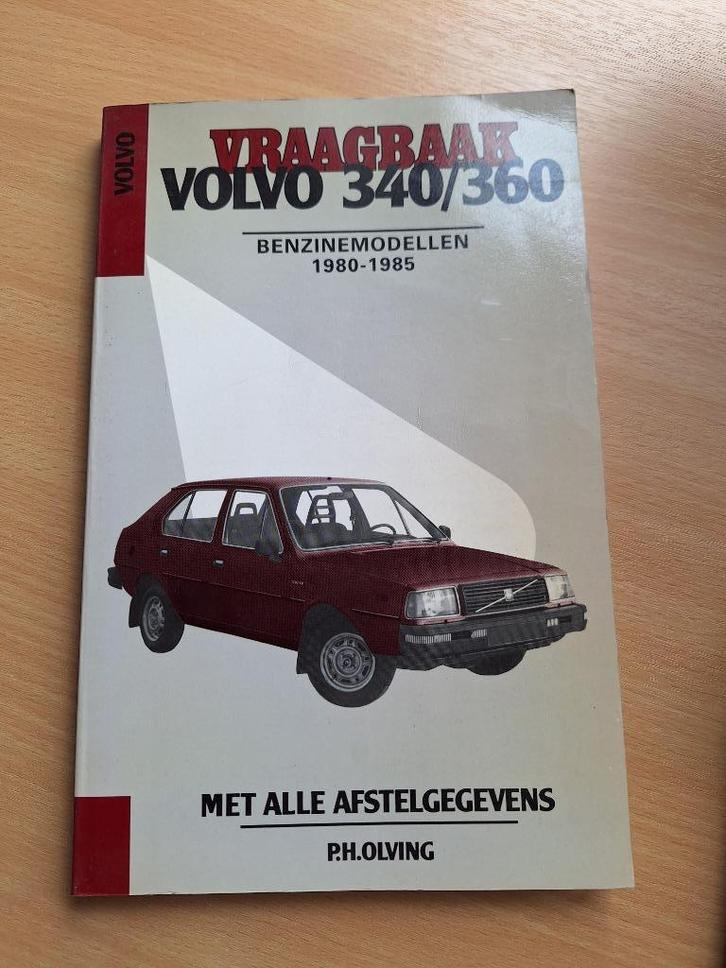 VOLVO
VRAAGBAAK
VOLVO 340/360
BENZINEMODELLEN
1980-1985
MET ALLE AFSTELGEGEVENS
P.H.OLVING